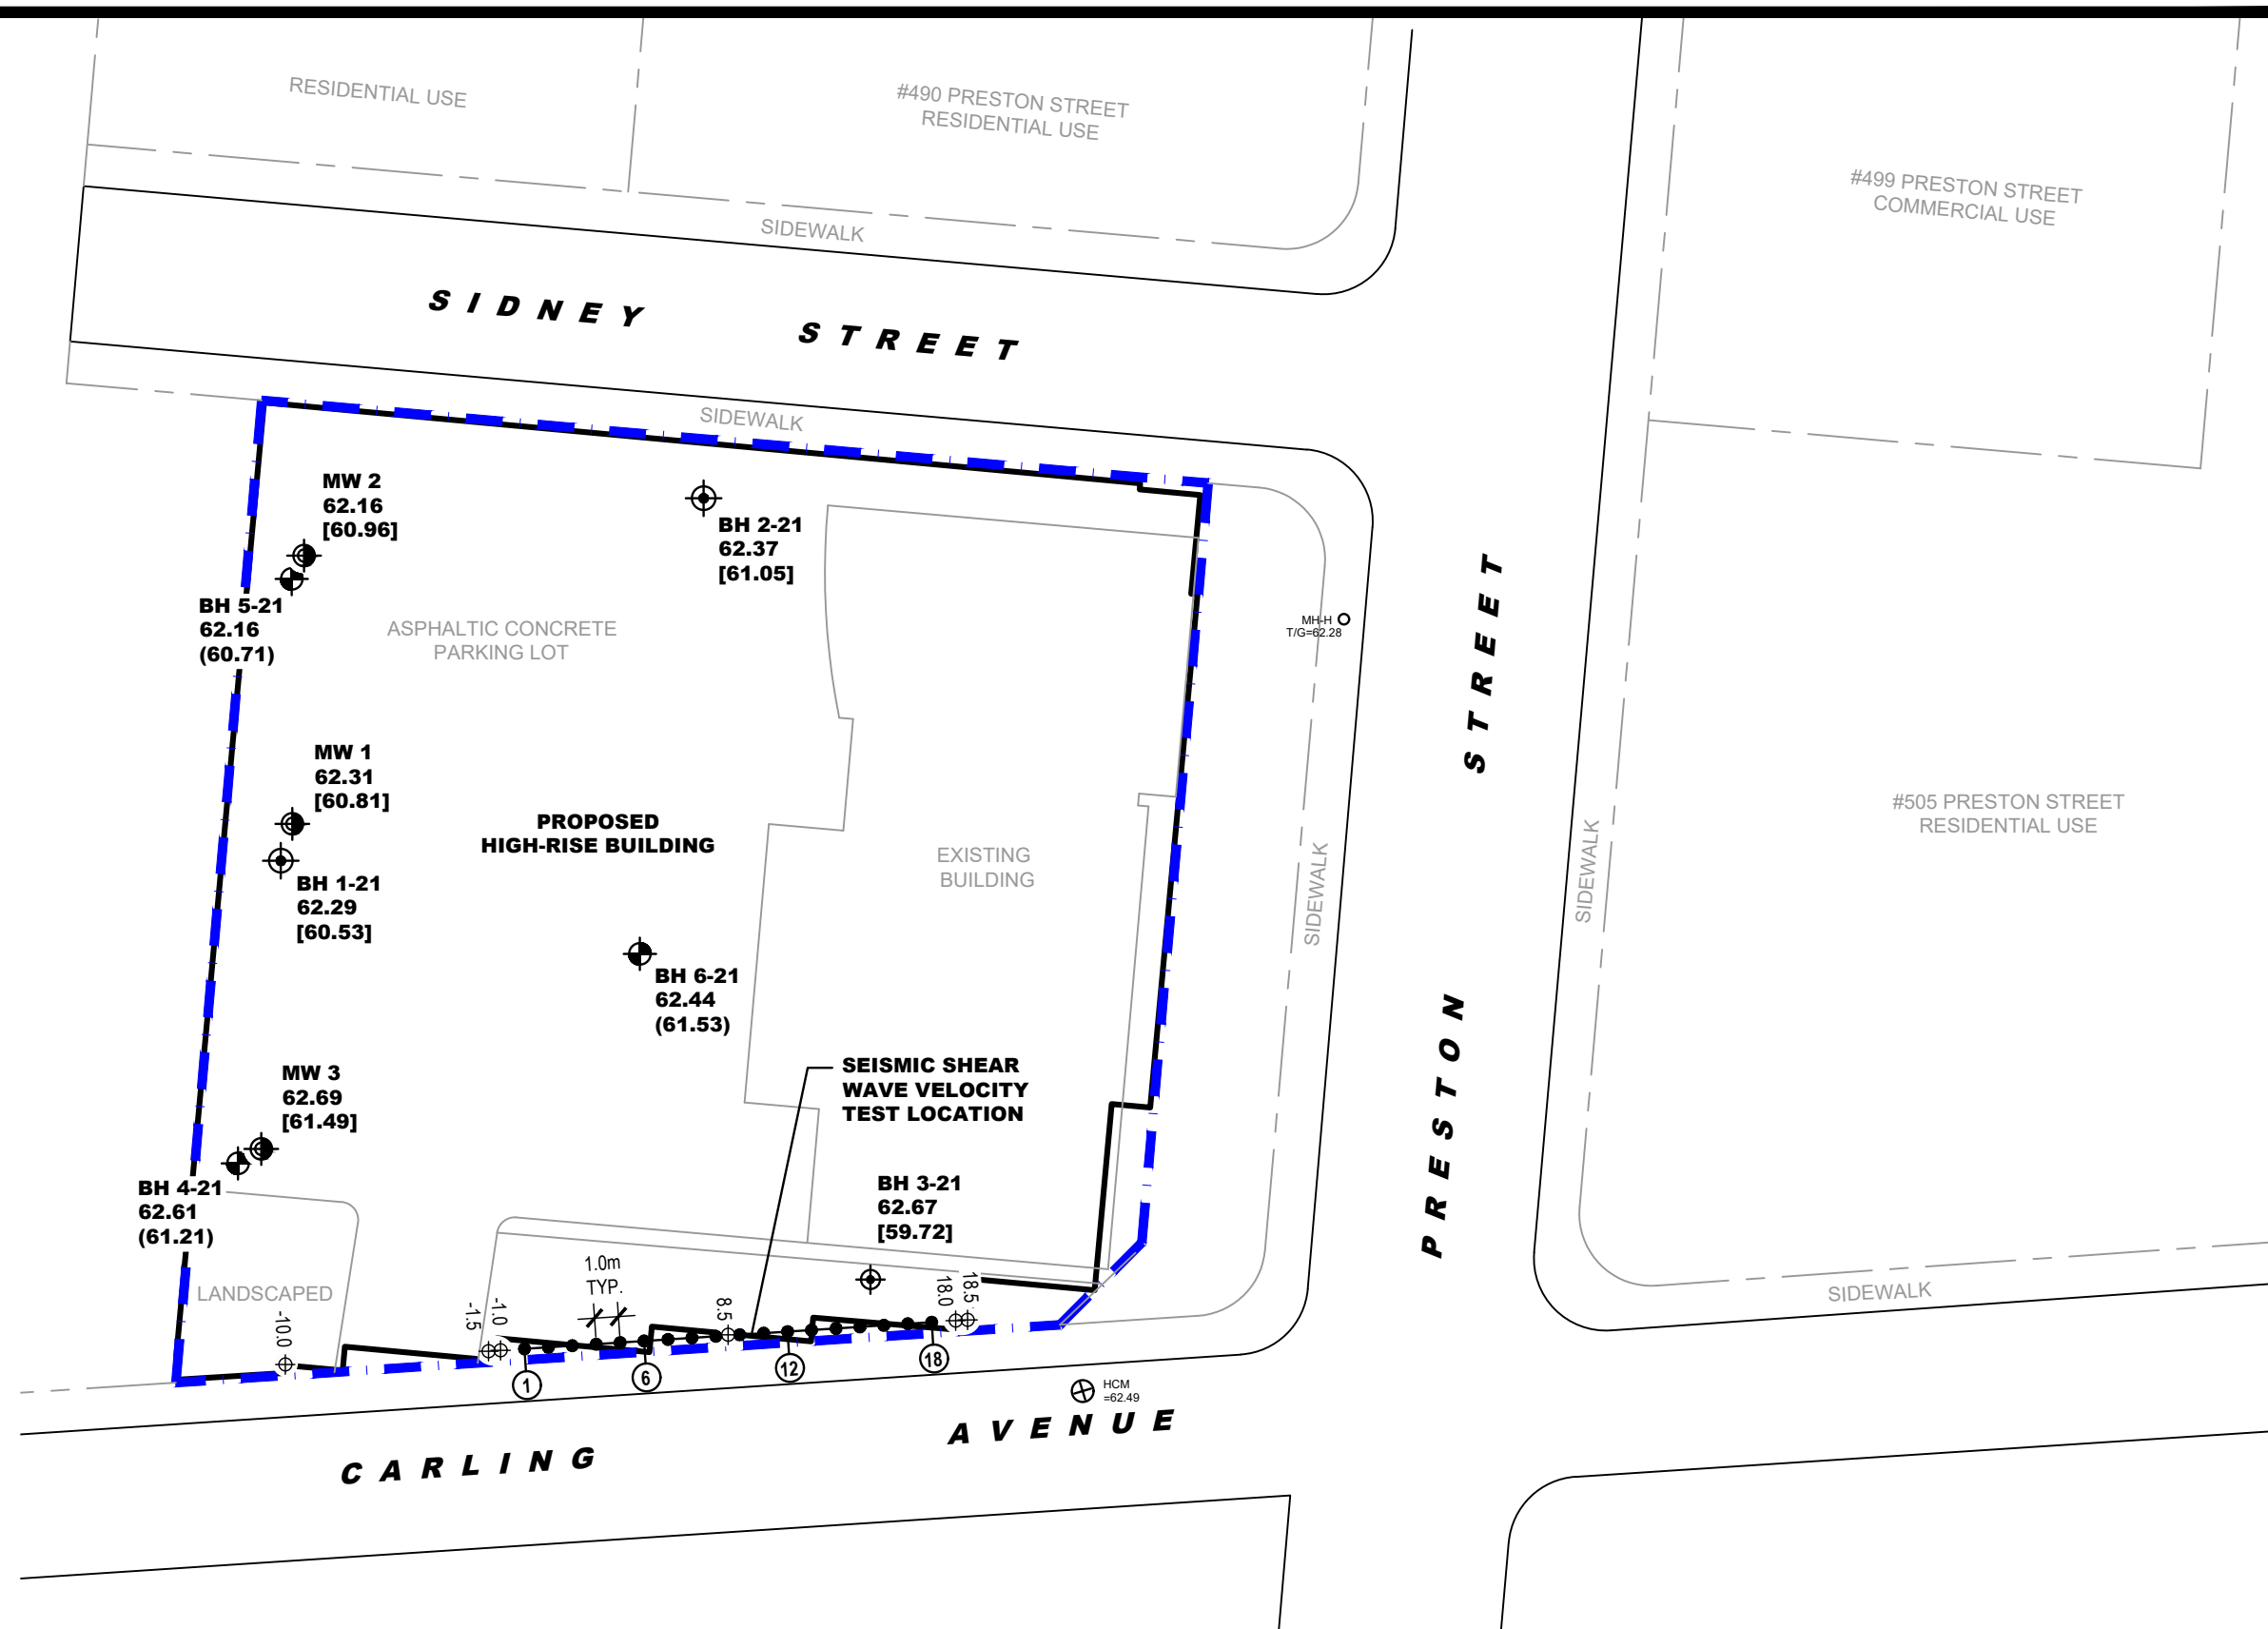 RESIDENTIAL USE
#490 PRESTON STREET
RESIDENTIAL USE
#499 PRESTON STREET
COMMERCIAL USE
SIDEWALK
SIDNEY STREET
SIDEWALK
MW 2
62.16
[60.96]
BH 2-21
62.37
[61.05]
BH 5-21
62.16
(60.71)
ASPHALTIC CONCRETE
PARKING LOT
MH-H
T/G=62.28
MW 1
62.31
[60.81]
PROPOSED
HIGH-RISE BUILDING
BH 1-21
62.29
[60.53]
EXISTING
BUILDING
SIDEWALK
PRESTON STREET
SIDEWALK
#505 PRESTON STREET
RESIDENTIAL USE
BH 6-21
62.44
(61.53)
SEISMIC SHEAR
WAVE VELOCITY
TEST LOCATION
MW 3
62.69
[61.49]
BH 4-21
62.61
(61.21)
BH 3-21
62.67
[59.72]
LANDSCAPED
-10.0
-1.5
-1.0
1.0m
TYP.
8.5
18.0
18.5
1
6
12
18
SIDEWALK
HCM
=62.49
CARLING AVENUE